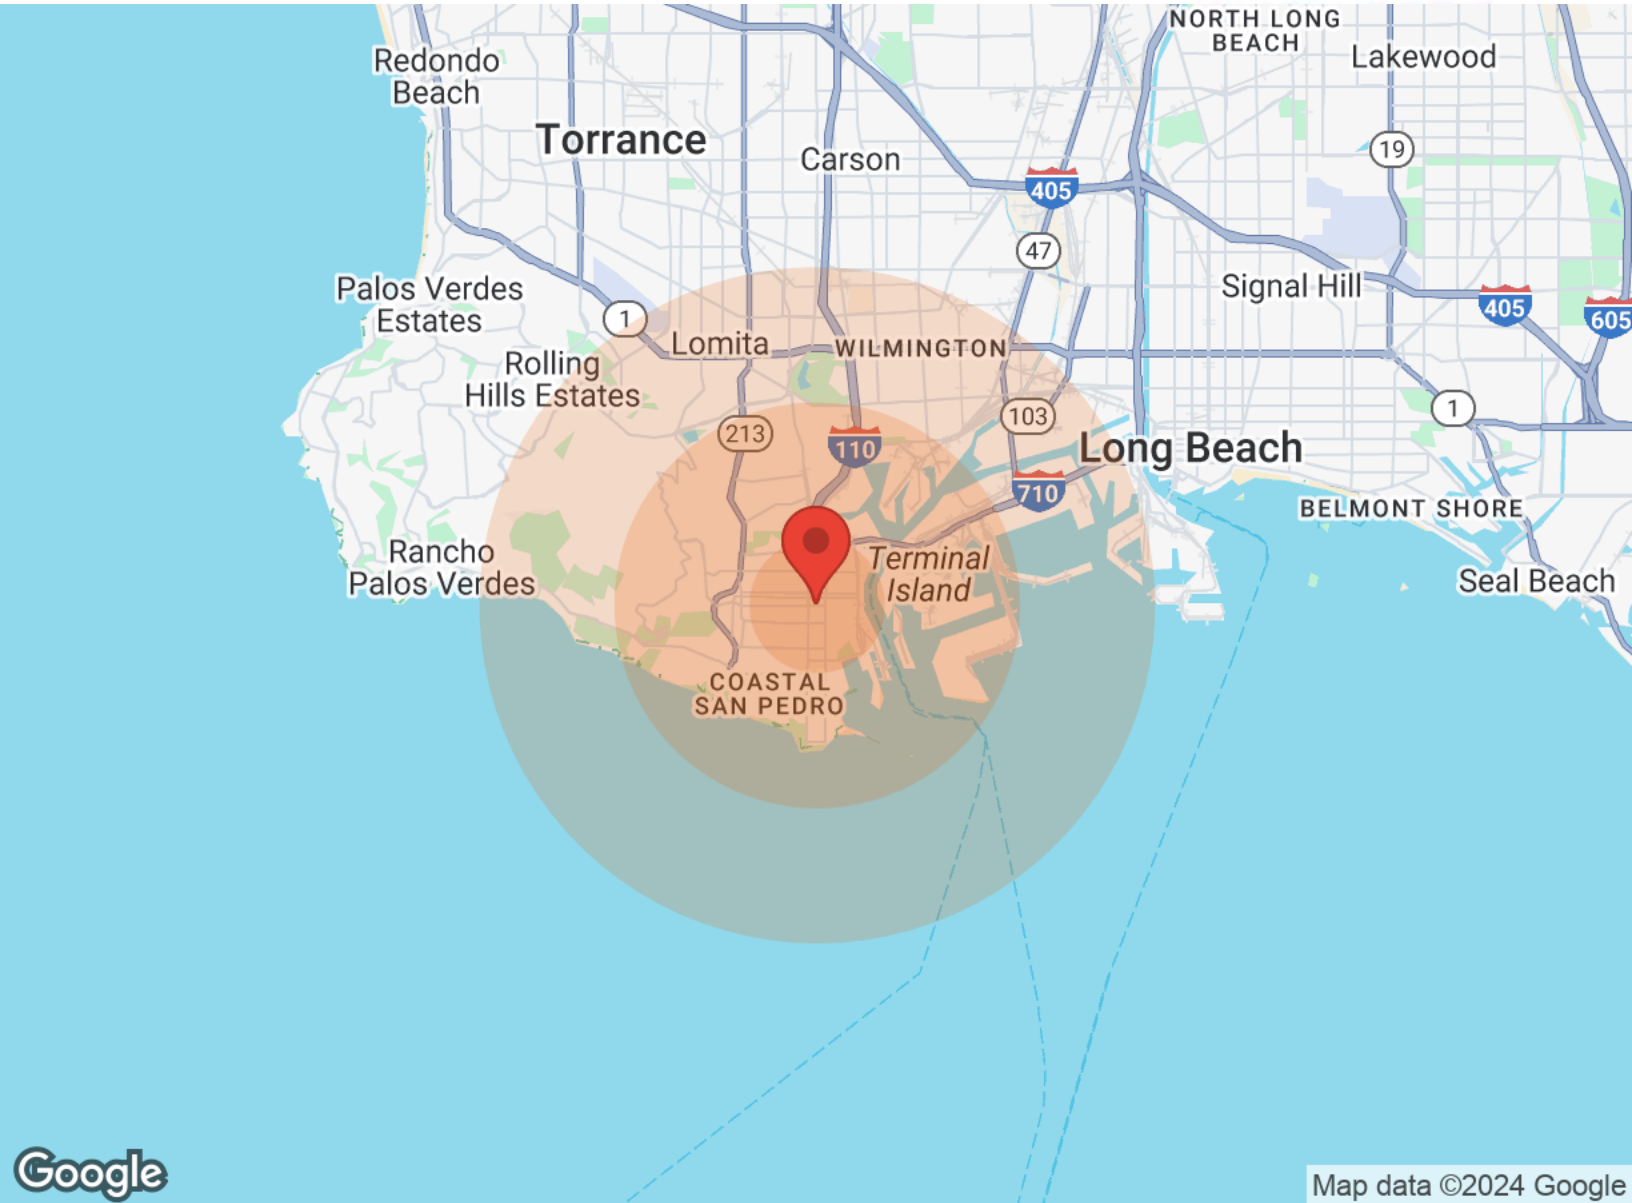 NORTH LONG
BEACH
Lakewood
Redondo
Beach
Torrance
Carson
19
405
47
Palos Verdes
Estates
Signal Hill
405
605
1
Lomita
WILMINGTON
Rolling
Hills Estates
103
1
213
110
Long Beach
710
BELMONT SHORE
Rancho
Palos Verdes
Terminal
Island
Seal Beach
COASTAL
SAN PEDRO
Google
Map data ©2024 Google